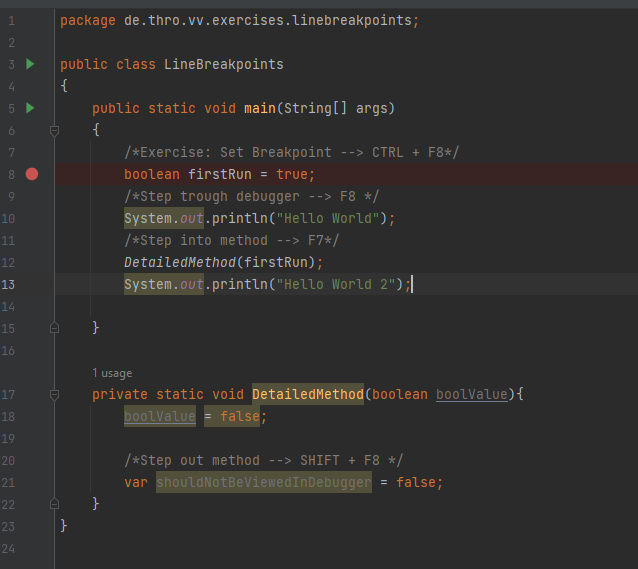 1 package de.thro.vv.exercises.linebreakpoints;
2
3 public class LineBreakpoints
4 {
5 public static void main(String[] args)
6 {
7 /*Exercise: Set Breakpoint --> CTRL + F8*/
8 boolean firstRun = true;
9 /*Step trough debugger --> F8 */
10 System.out.println("Hello World");
11 /*Step into method --> F7*/
12 DetailedMethod(firstRun);
13 System.out.println("Hello World 2");
14
15 }
16
1 usage
17 private static void DetailedMethod(boolean boolValue){
18 boolValue = false;
19
20 /*Step out method --> SHIFT + F8 */
21 var shouldNotBeViewedInDebugger = false;
22 }
23 }
24